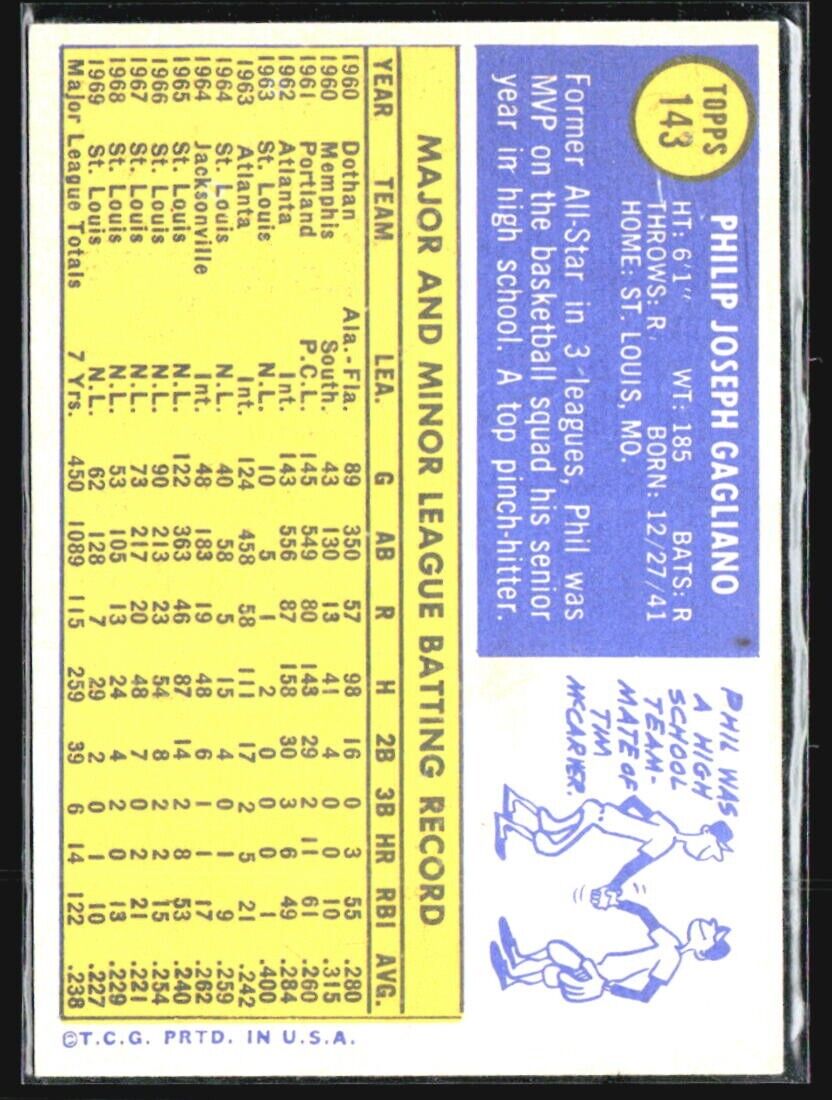 TOPPS
143
PHILIP JOSEPH GAGLIANO
HT: 6'1" WT: 185 BATS: R
THROWS: R BORN: 12/27/41
HOME: ST. LOUIS, MO.
Former All-Star in 3 leagues, Phil was
MVP on the basketball squad his senior
year in high school. A top pinch-hitter.
PHIL WAS
A HIGH
SCHOOL
TEAM-
MATE OF
TIM
McCARVER.
MAJOR AND MINOR LEAGUE BATTING RECORD
YEAR TEAM LEA. G AB R H 2B 3B HR RBI AVG.
1960 Dothan Ala.-Fla. 89 350 57 98 16 0 3 55 .280
1960 Memphis South. 43 130 13 41 4 0 0 10 .315
1961 Portland P.C.L. 145 549 80 143 29 2 11 61 .260
1962 Atlanta Int. 143 556 87 158 30 3 6 49 .284
1963 St. Louis N.L. 10 5 1 2 0 0 0 1 .400
1963 Atlanta Int. 124 458 58 111 17 2 5 21 .242
1964 St. Louis N.L. 40 58 5 15 4 0 1 9 .259
1964 Jacksonville Int. 48 183 19 48 6 1 1 17 .262
1965 St. Louis N.L. 122 363 46 87 14 2 8 53 .240
1966 St. Louis N.L. 90 213 23 54 8 2 2 15 .254
1967 St. Louis N.L. 73 217 20 48 7 0 2 21 .221
1968 St. Louis N.L. 53 105 13 24 4 2 0 13 .229
1969 St. Louis N.L. 62 128 7 29 2 0 1 10 .227
Major League Totals 7 Yrs. 450 1089 115 259 39 6 14 122 .238
©T.C.G. PRTD. IN U.S.A.